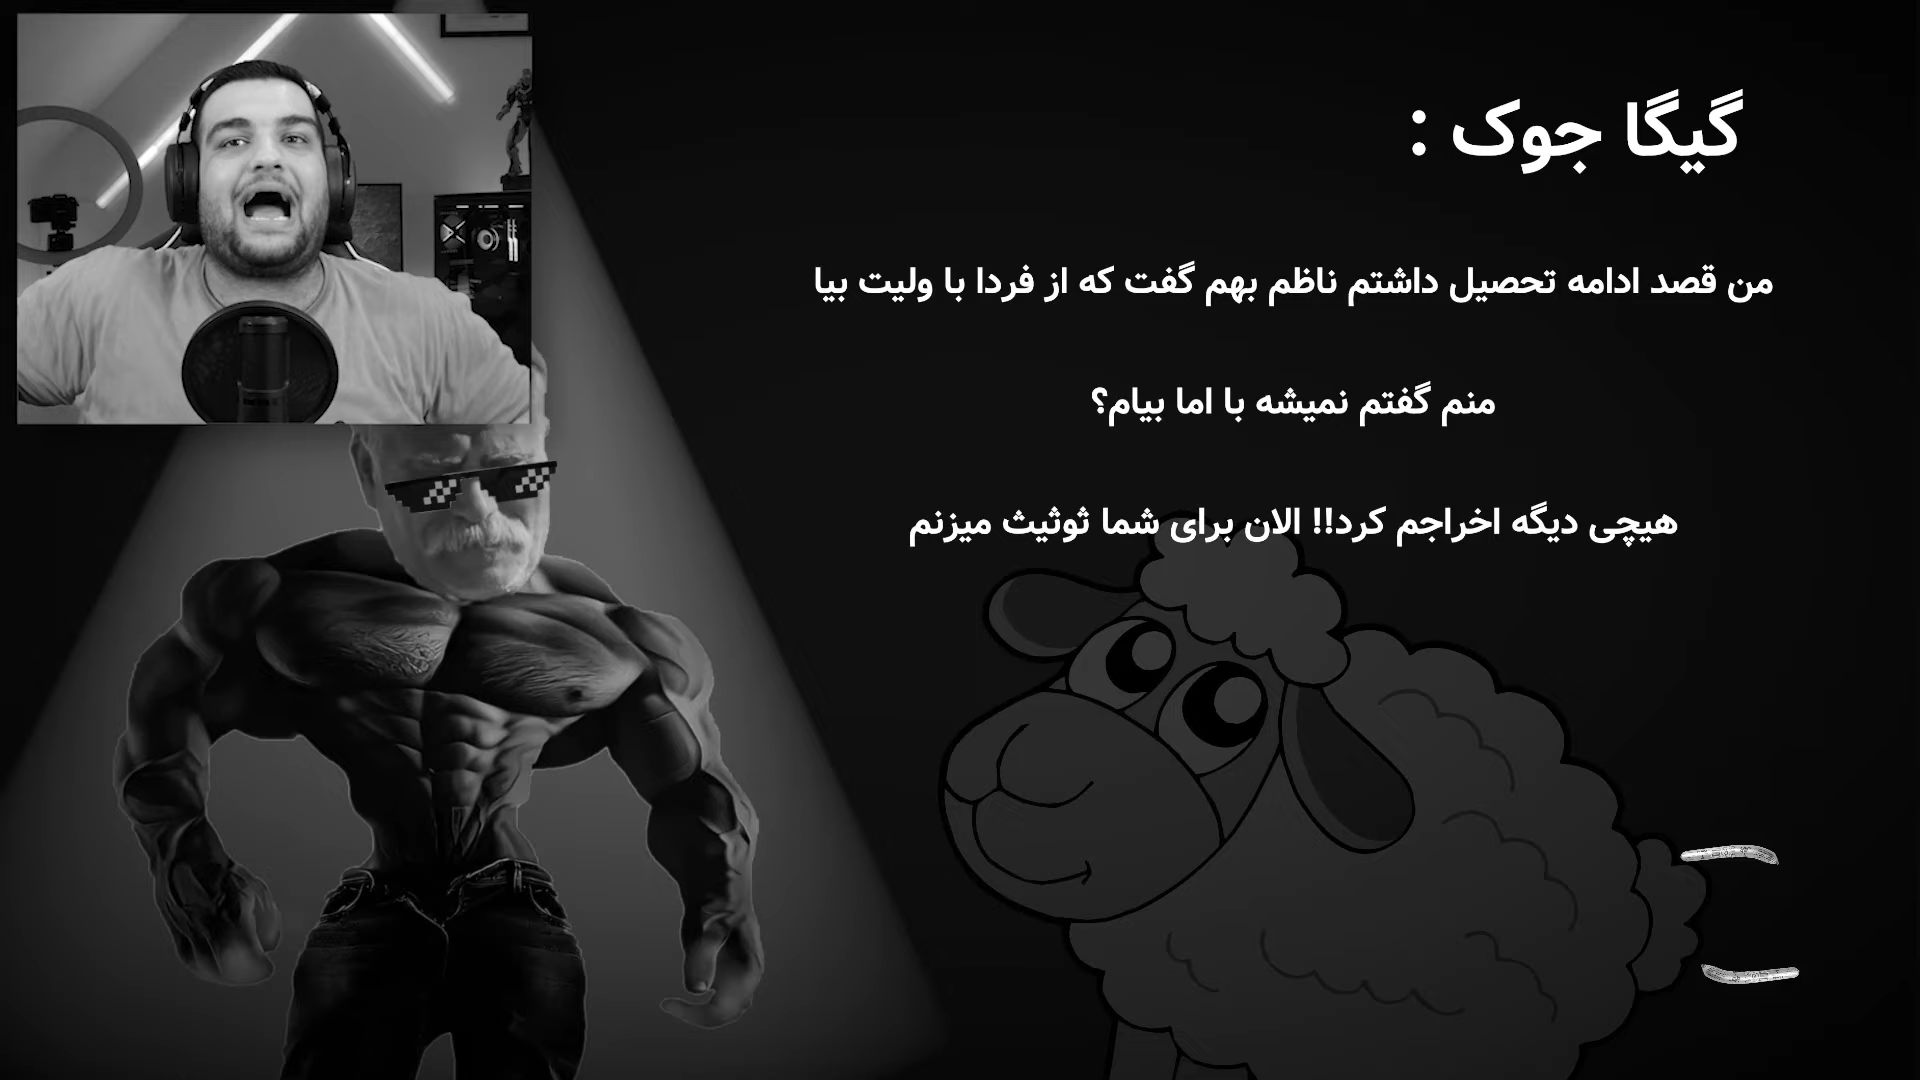 گیگا جوک :
من قصد ادامه تحصیل داشتم ناظم بهم گفت که از فردا با ولیت بیا
منم گفتم نمیشه با اما بیام؟
هیچی دیگه اخراجم کرد!! الان برای شما ثوثیث میزنم